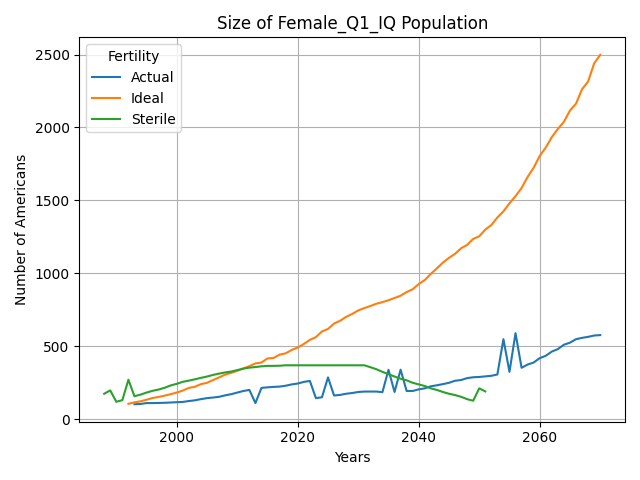 Size of Female_Q1_IQ Population
Fertility
Actual
Ideal
Sterile
Number of Americans
2500
2000
1500
1000
500
0
2000
2020
2040
2060
Years